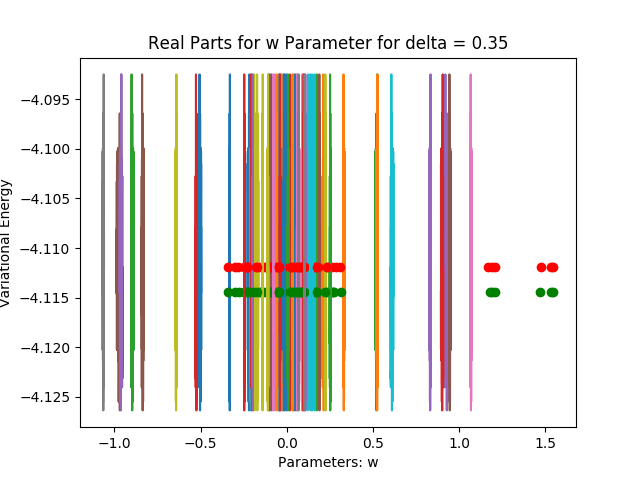 Real Parts for w Parameter for delta = 0.35
Variational Energy
−4.095
−4.100
−4.105
−4.110
−4.115
−4.120
−4.125
−1.0 −0.5 0.0 0.5 1.0 1.5
Parameters: w